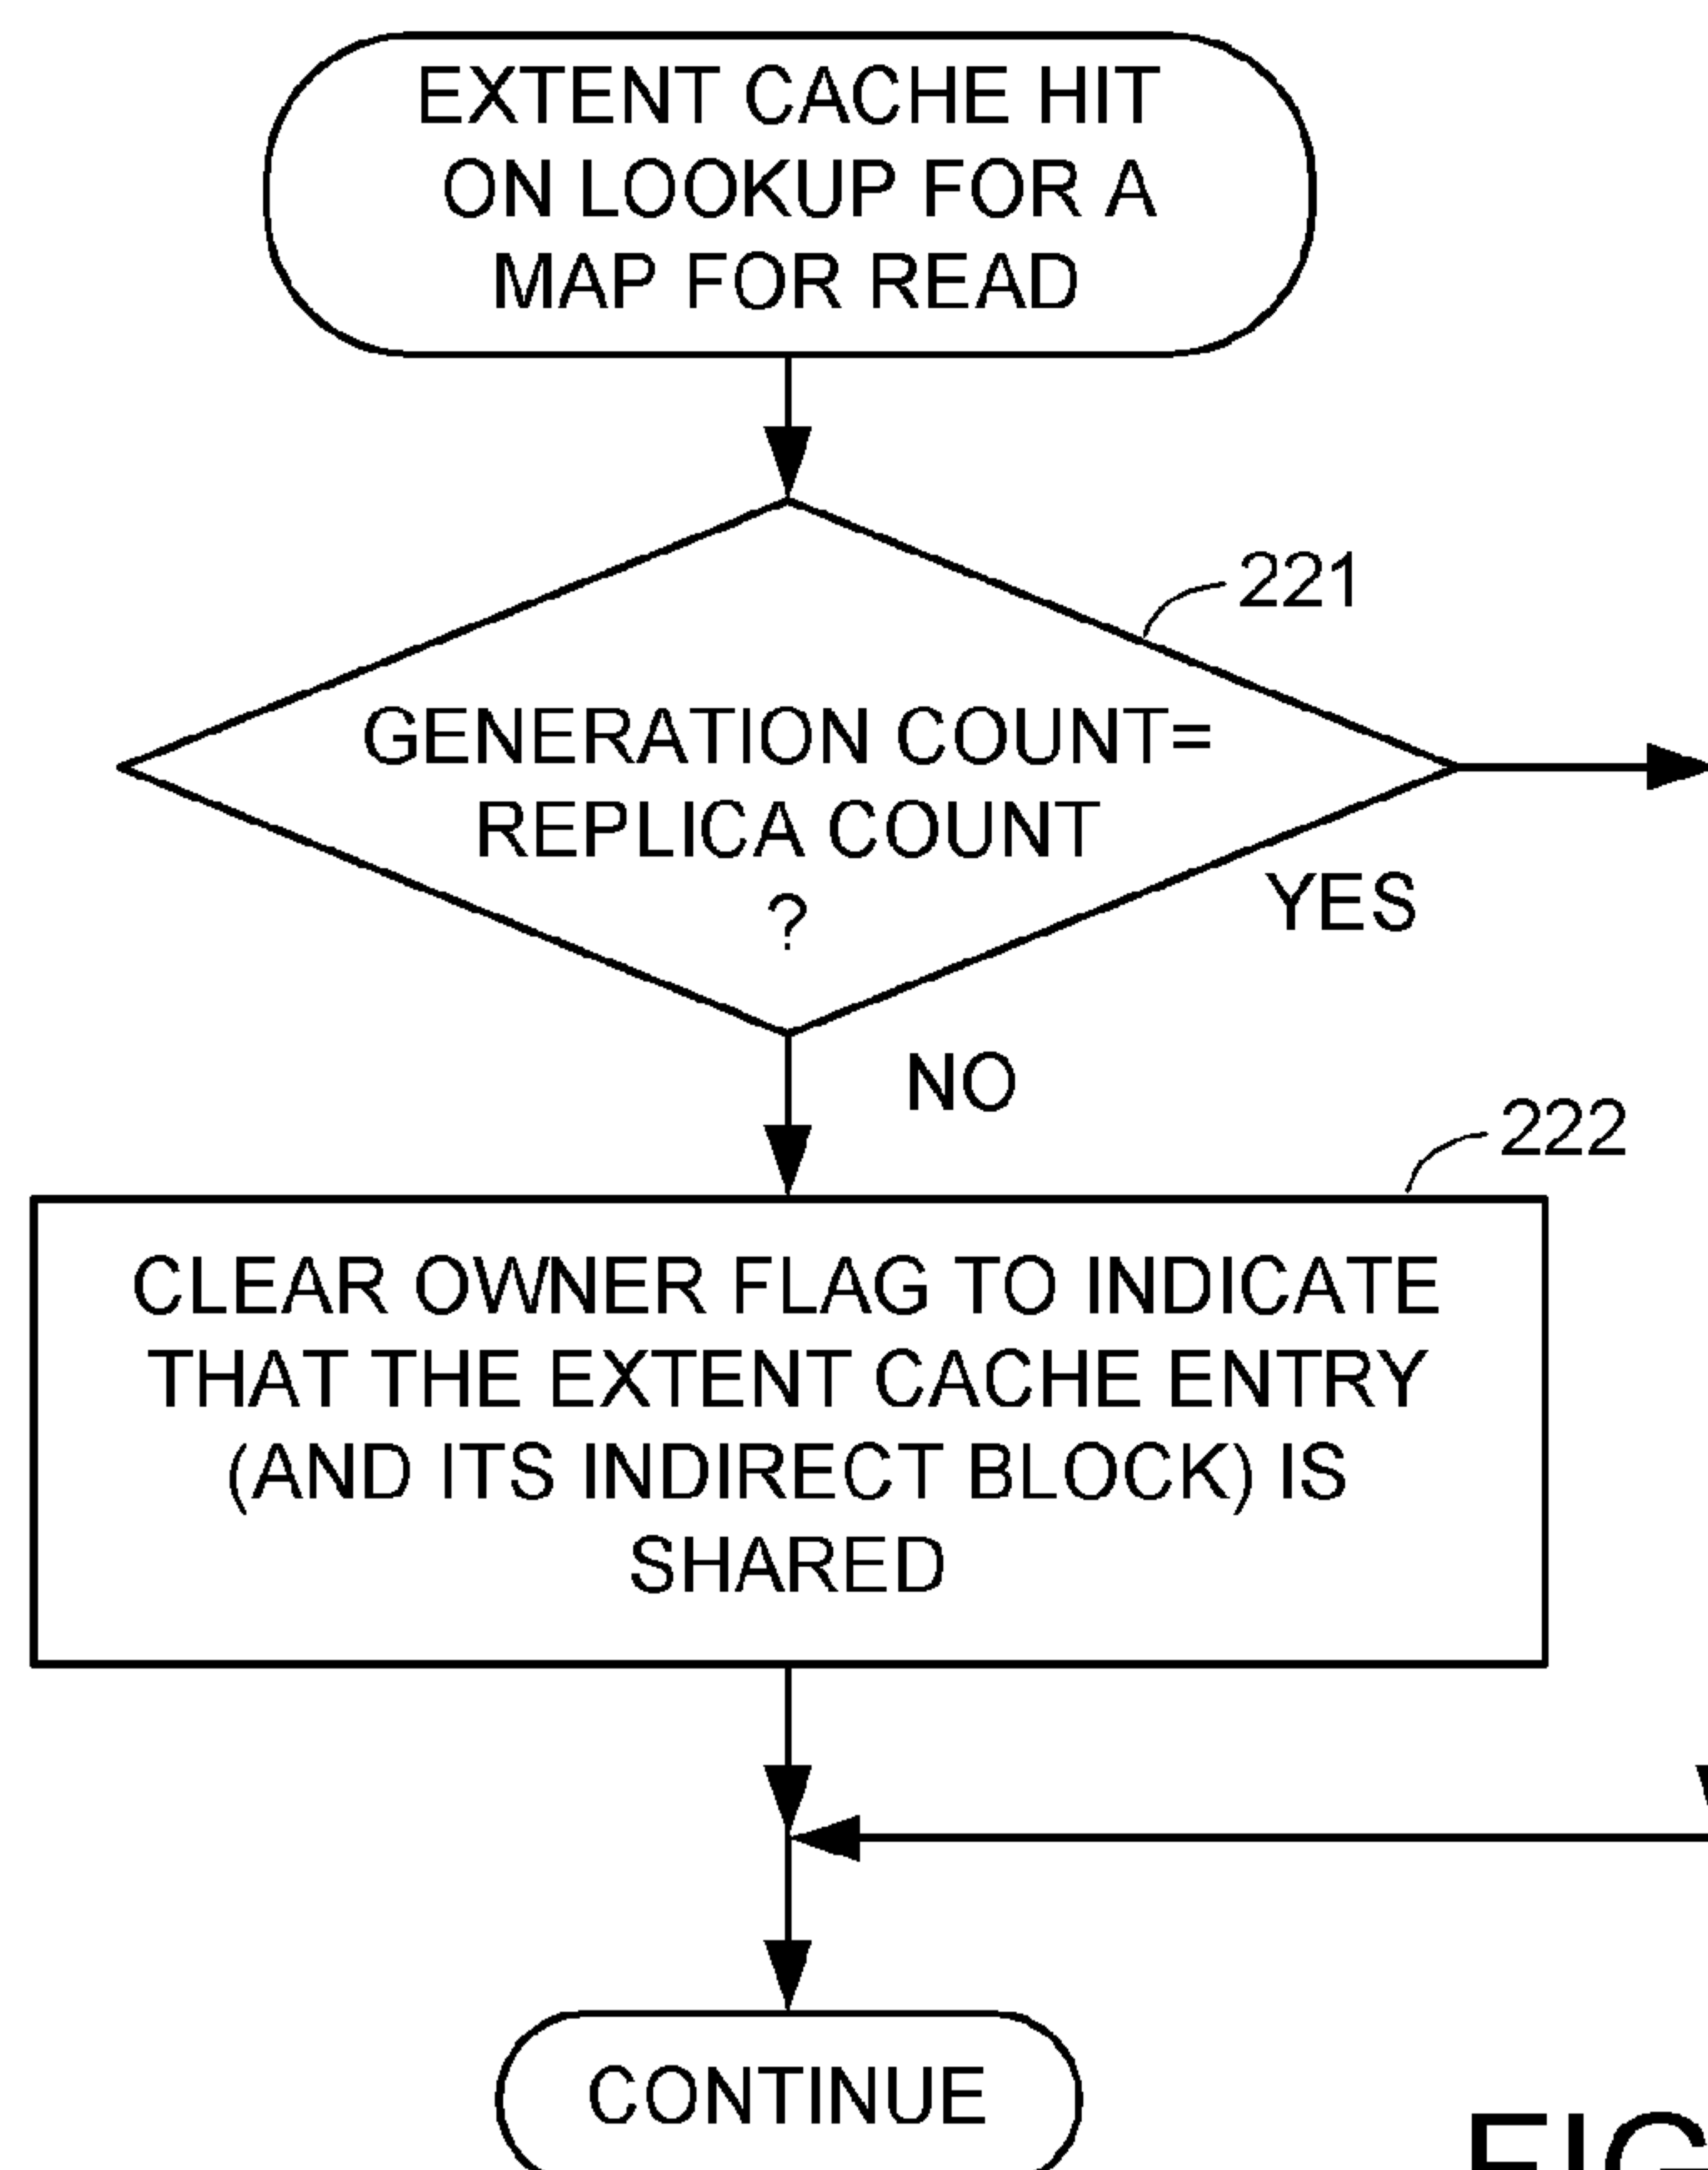 EXTENT CACHE HIT
ON LOOKUP FOR A
MAP FOR READ
221
GENERATION COUNT=
REPLICA COUNT
?
YES
NO
222
CLEAR OWNER FLAG TO INDICATE
THAT THE EXTENT CACHE ENTRY
(AND ITS INDIRECT BLOCK) IS
SHARED
CONTINUE
FIG